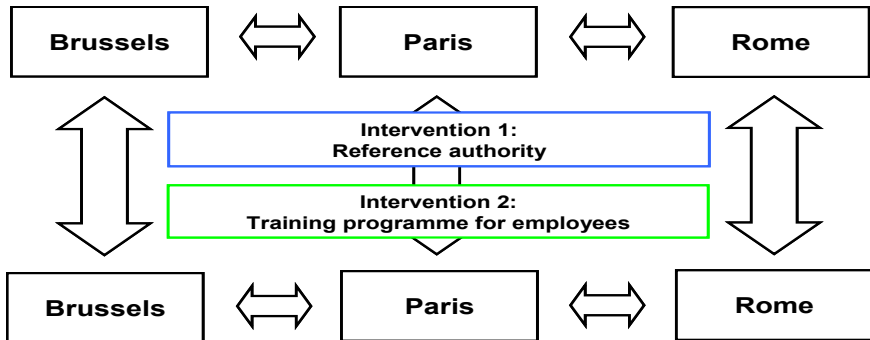 Brussels
Paris
Rome
Intervention 1:
Reference authority
Intervention 2:
Training programme for employees
Brussels
Paris
Rome